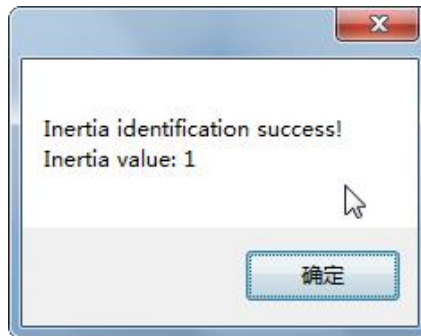 Inertia identification success!
Inertia value: 1
确定